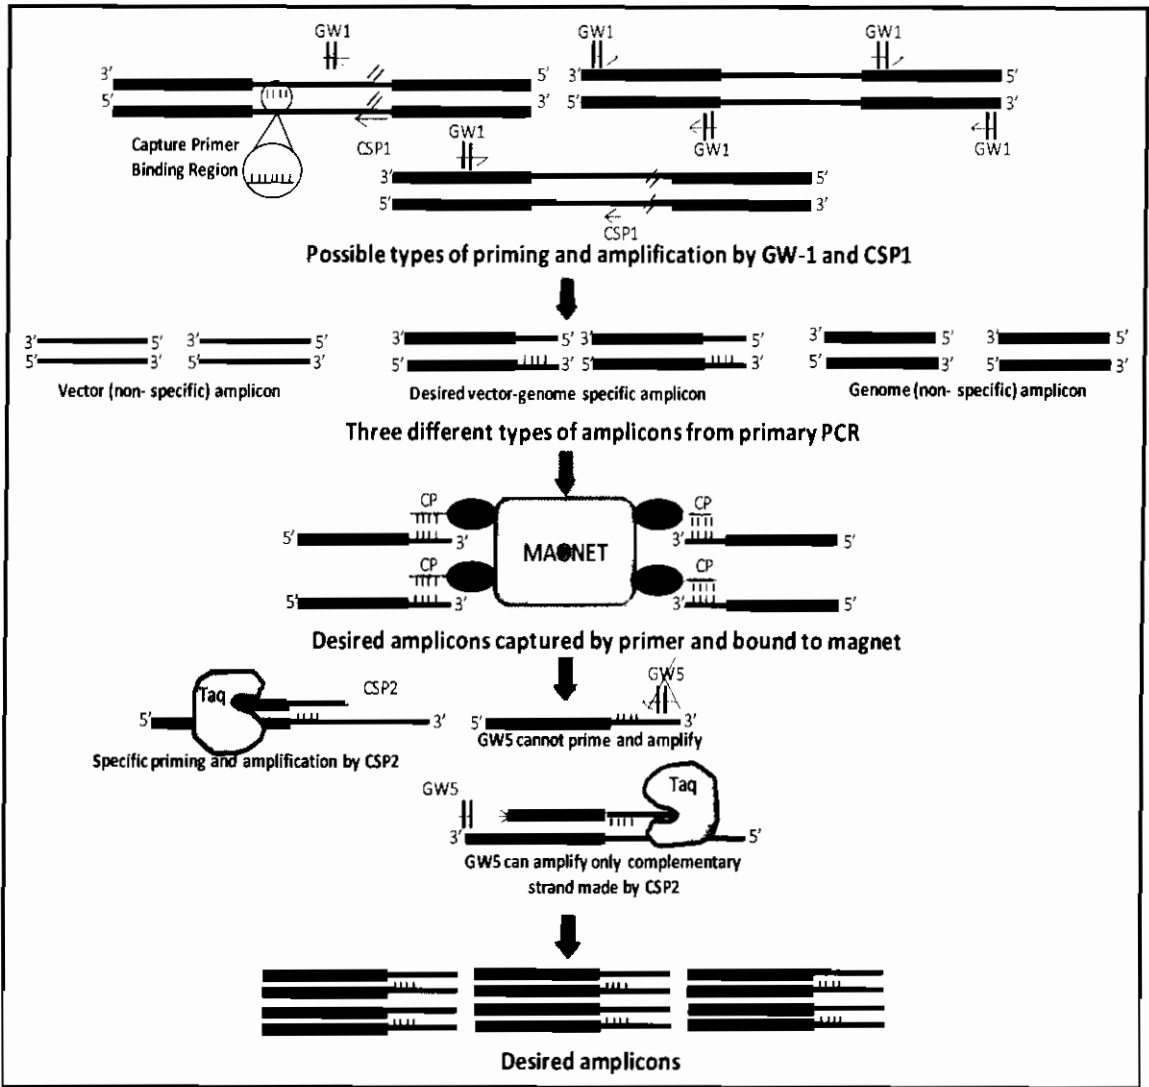 GW1
GW1
GW1
3'
5'
3'
5'
5'
3'
5'
3'
Capture Primer
Binding Region
CSP1
GW1
GW1
GW1
3'
5'
5'
3'
CSP1
Possible types of priming and amplification by GW-1 and CSP1
3'
5'
3'
5'
3'
5'
3'
5'
3'
5'
3'
5'
5'
3'
5'
3'
5'
3'
5'
3'
5'
3'
5'
3'
Vector (non- specific) amplicon
Desired vector-genome specific amplicon
Genome (non- specific) amplicon
Three different types of amplicons from primary PCR
CP
CP
5'
3'
3'
5'
MAGNET
CP
CP
5'
3'
3'
5'
Desired amplicons captured by primer and bound to magnet
Taq
CSP2
GW5
5'
3'
5'
3'
Specific priming and amplification by CSP2
GW5 cannot prime and amplify
GW5
Taq
3'
5'
GW5 can amplify only complementary
strand made by CSP2
Desired amplicons